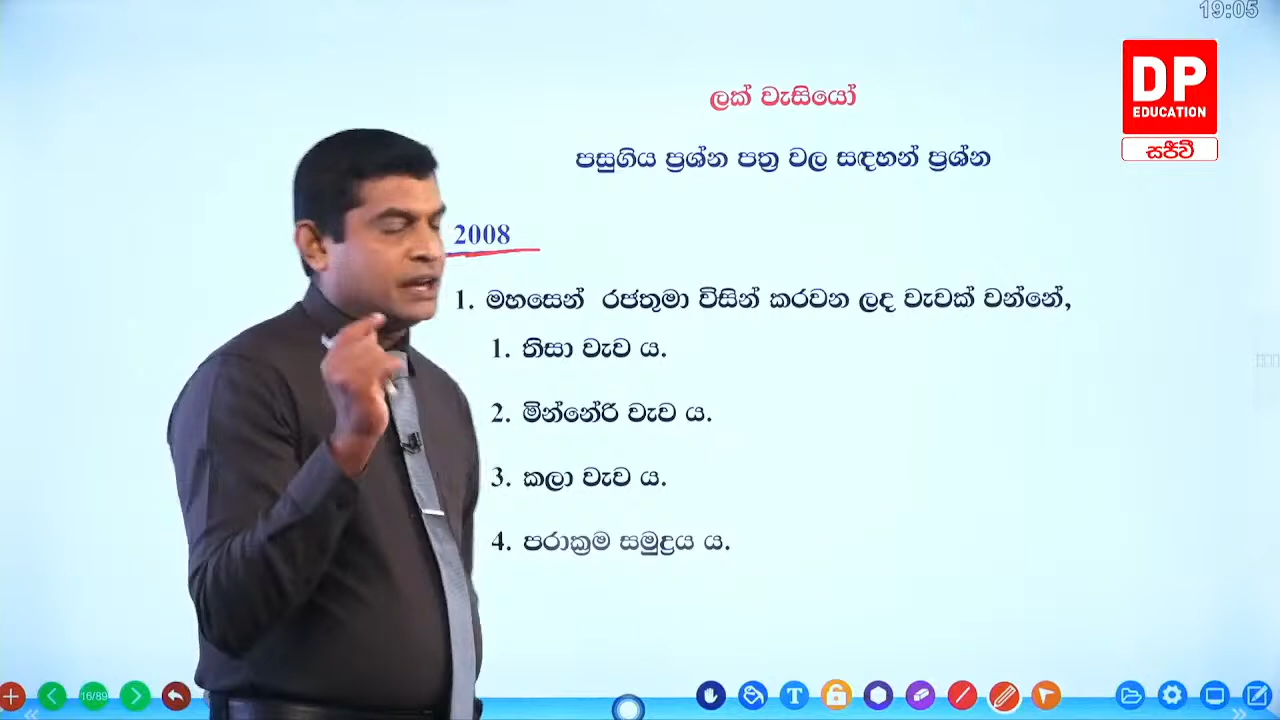 19:05
DP
EDUCATION
සජීවී
ලක් වැසියෝ
පසුගිය ප්‍රශ්න පත්‍ර වල සඳහන් ප්‍රශ්න
2008
1. මහසෙන් රජතුමා විසින් කරවන ලද වැවක් වන්නේ,
1. තිසා වැව ය.
2. මින්නේරි වැව ය.
3. කලා වැව ය.
4. පරාක්‍රම සමුද්‍රය ය.
16/89
T